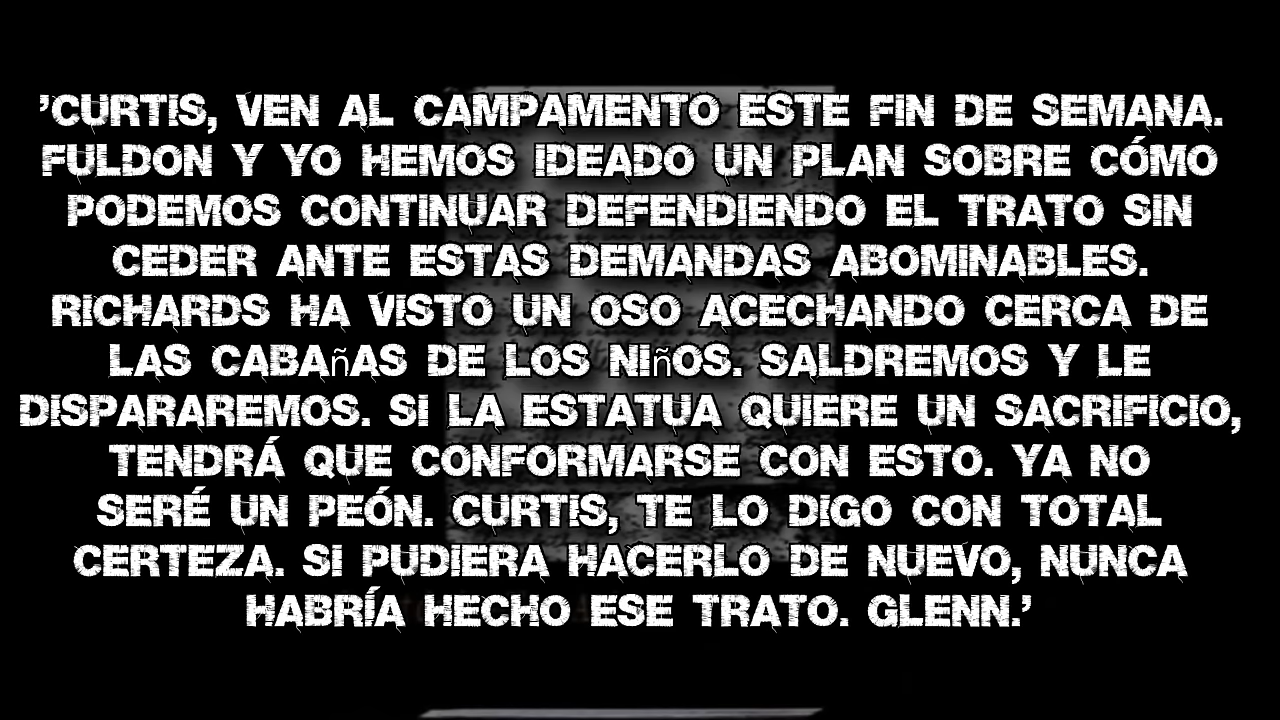 'CURTIS, VEN AL CAMPAMENTO ESTE FIN DE SEMANA.
FULDON Y YO HEMOS IDEADO UN PLAN SOBRE CÓMO
PODEMOS CONTINUAR DEFENDIENDO EL TRATO SIN
CEDER ANTE ESTAS DEMANDAS ABOMINABLES.
RICHARDS HA VISTO UN OSO ACECHANDO CERCA DE
LAS CABAñAS DE LOS NIñOS. SALDREMOS Y LE
DISPARAREMOS. SI LA ESTATUA QUIERE UN SACRIFICIO,
TENDRÁ QUE CONFORMARSE CON ESTO. YA NO
SERÉ UN PEÓN. CURTIS, TE LO DIGO CON TOTAL
CERTEZA. SI PUDIERA HACERLO DE NUEVO, NUNCA
HABRÍA HECHO ESE TRATO. GLENN.'